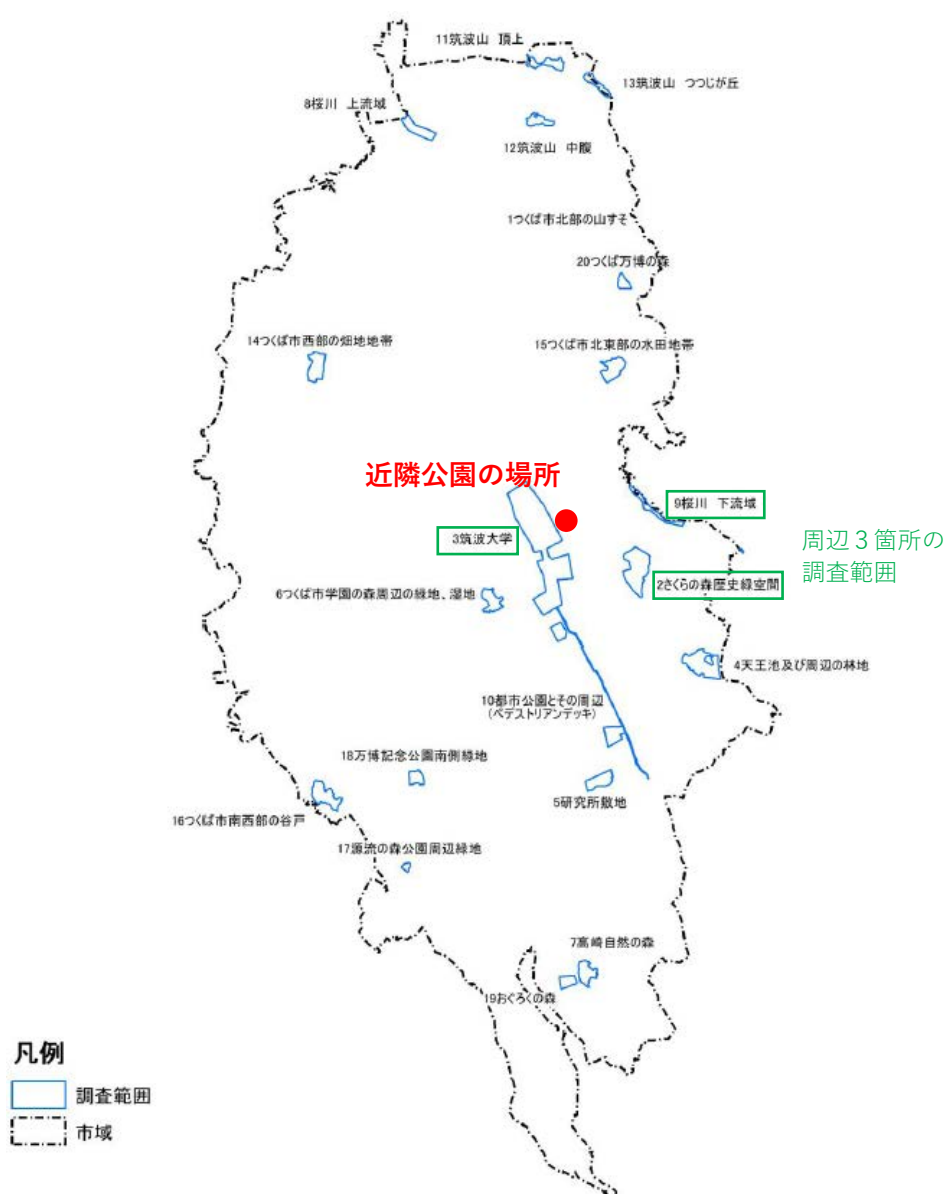 11筑波山 頂上
13筑波山 つつじが丘
8桜川 上流域
12筑波山 中腹
1つくば市北部の山すそ
20つくば万博の森
14つくば市西部の畑地地帯
15つくば市北東部の水田地帯
近隣公園の場所
9桜川 下流域
3筑波大学
周辺３箇所の
調査範囲
2さくらの森歴史緑空間
6つくば市学園の森周辺の緑地、湿地
4天王池及び周辺の林地
10都市公園とその周辺
(ペデストリアンデッキ)
18万博記念公園南側緑地
5研究所敷地
16つくば市南西部の谷戸
17源流の森公園周辺緑地
7高崎自然の森
19おぐろくの森
凡例
調査範囲
市域